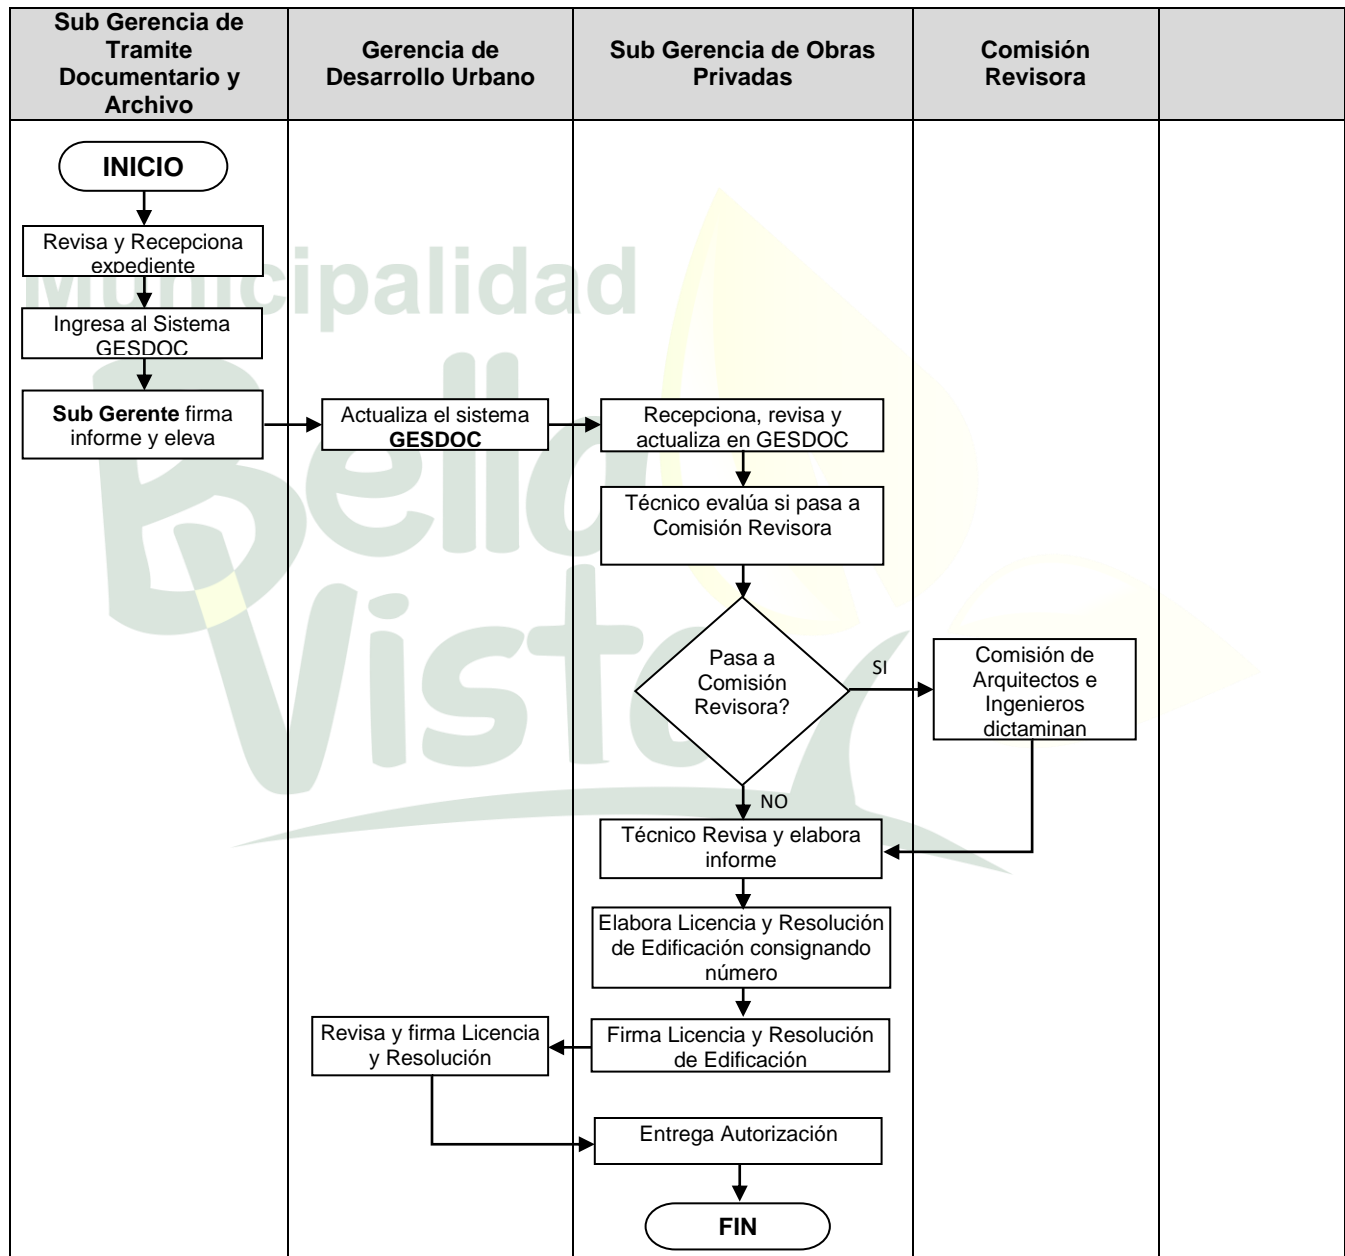 Sub Gerencia de
Tramite
Documentario y
Archivo
Gerencia de
Desarrollo Urbano
Sub Gerencia de Obras
Privadas
Comisión
Revisora
INICIO
Revisa y Recepciona
expediente
Municipalidad
Ingresa al Sistema
GESDOC
Sub Gerente firma
informe y eleva
Actualiza el sistema
GESDOC
Recepciona, revisa y
actualiza en GESDOC
Bella
Vista
Técnico evalúa si pasa a
Comisión Revisora
Pasa a
Comisión
Revisora?
SI
Comisión de
Arquitectos e
Ingenieros
dictaminan
NO
Técnico Revisa y elabora
informe
Elabora Licencia y Resolución
de Edificación consignando
número
Firma Licencia y Resolución
de Edificación
Revisa y firma Licencia
y Resolución
Entrega Autorización
FIN